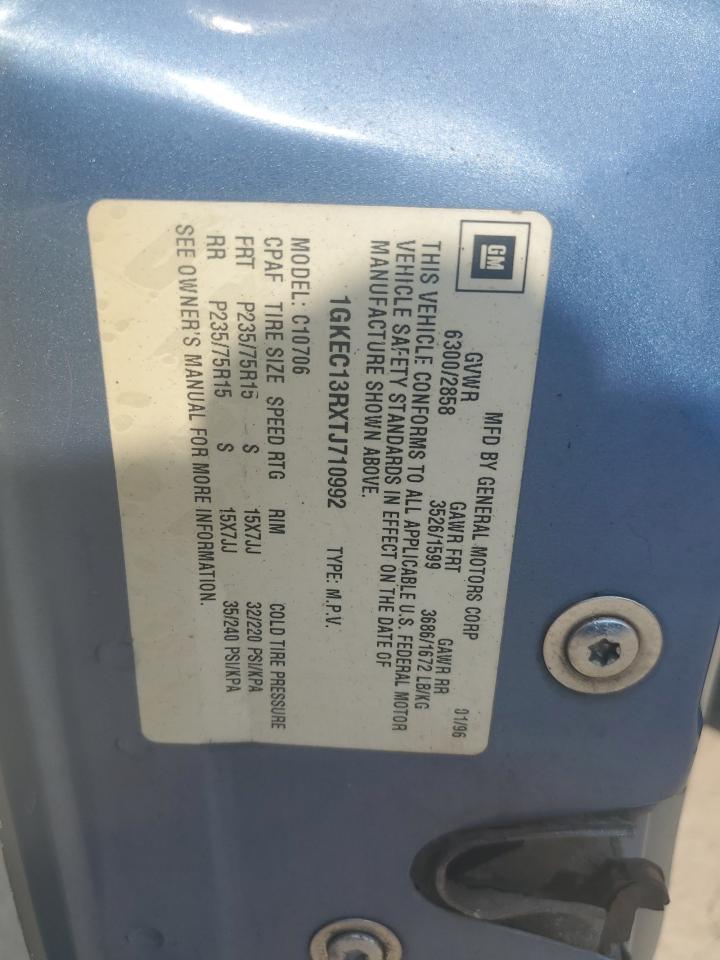 GM
MFD BY GENERAL MOTORS CORP 01/96
GVWR GAWR FRT GAWR RR
6300/2858 3526/1599 3686/1672 LB/KG
THIS VEHICLE CONFORMS TO ALL APPLICABLE U.S. FEDERAL MOTOR
VEHICLE SAFETY STANDARDS IN EFFECT ON THE DATE OF
MANUFACTURE SHOWN ABOVE.
1GKEC13RXTJ710992 TYPE: M.P.V.
MODEL: C10706
CPAF TIRE SIZE SPEED RTG RIM COLD TIRE PRESSURE
FRT P235/75R15 S 15X7JJ 32/220 PSI/KPA
RR P235/75R15 S 15X7JJ 35/240 PSI/KPA
SEE OWNER'S MANUAL FOR MORE INFORMATION.